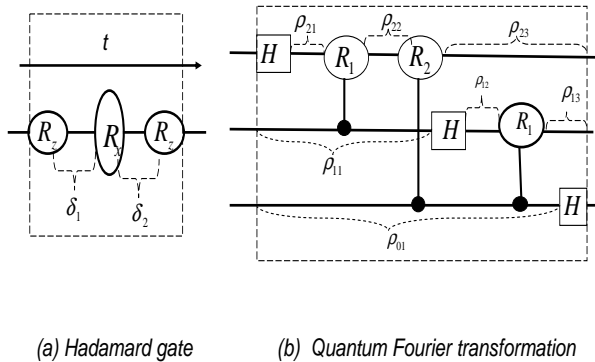 t
R_z R_x R_z
δ_1 δ_2
ρ_21 ρ_22 ρ_23
H R_1 R_2
ρ_12 ρ_13
H R_1
ρ_11
H
ρ_01
(a) Hadamard gate (b) Quantum Fourier transformation